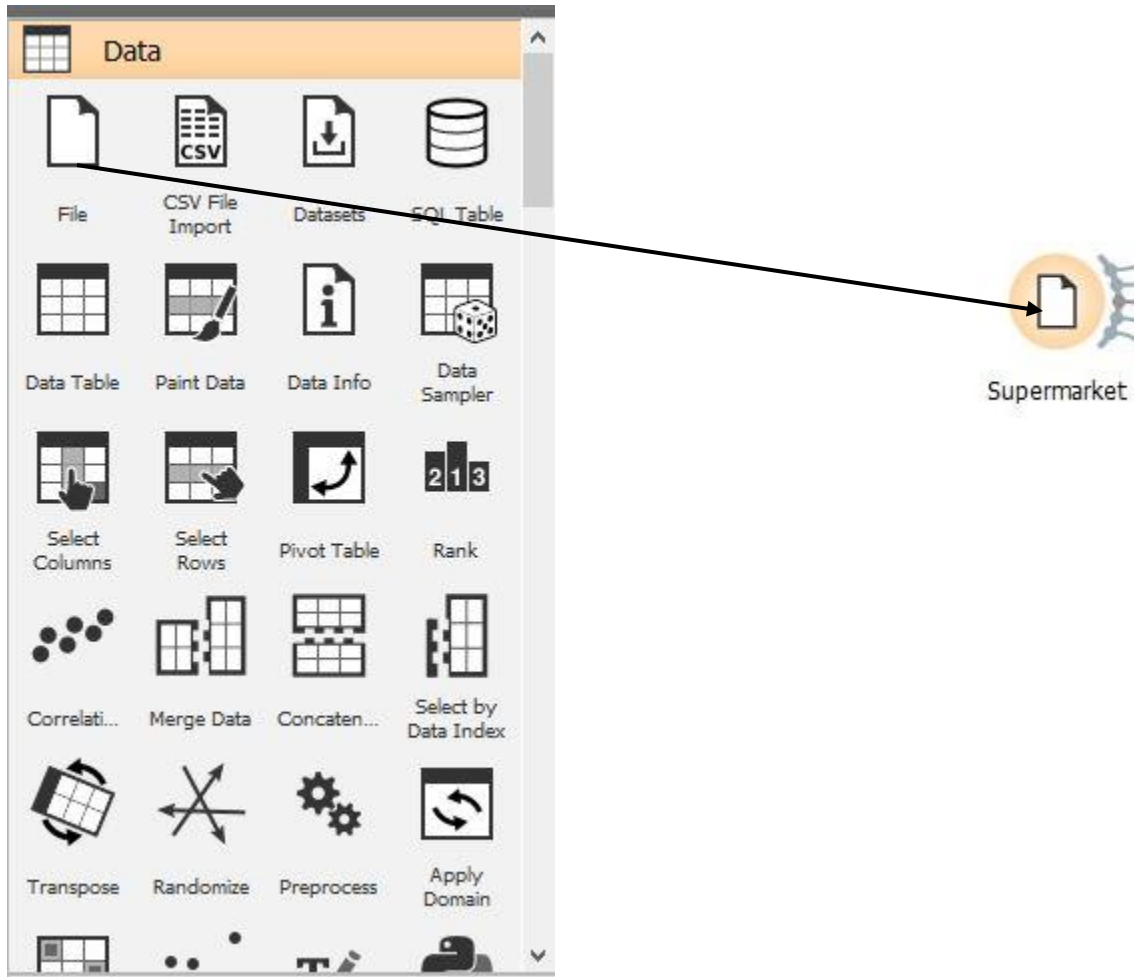 Data
CSV
File
CSV File
Import
Datasets
SQL Table
i
Data Table
Paint Data
Data Info
Data
Sampler
2 1 3
Select
Columns
Select
Rows
Pivot Table
Rank
Correlati...
Merge Data
Concaten...
Select by
Data Index
Transpose
Randomize
Preprocess
Apply
Domain
Supermarket